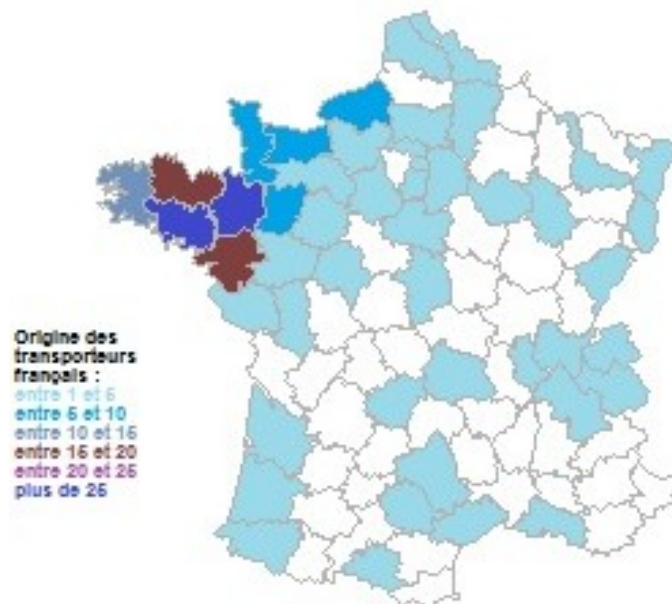 Origine des
transporteurs
français :
entre 1 et 5
entre 5 et 10
entre 10 et 15
entre 15 et 20
entre 20 et 25
plus de 25